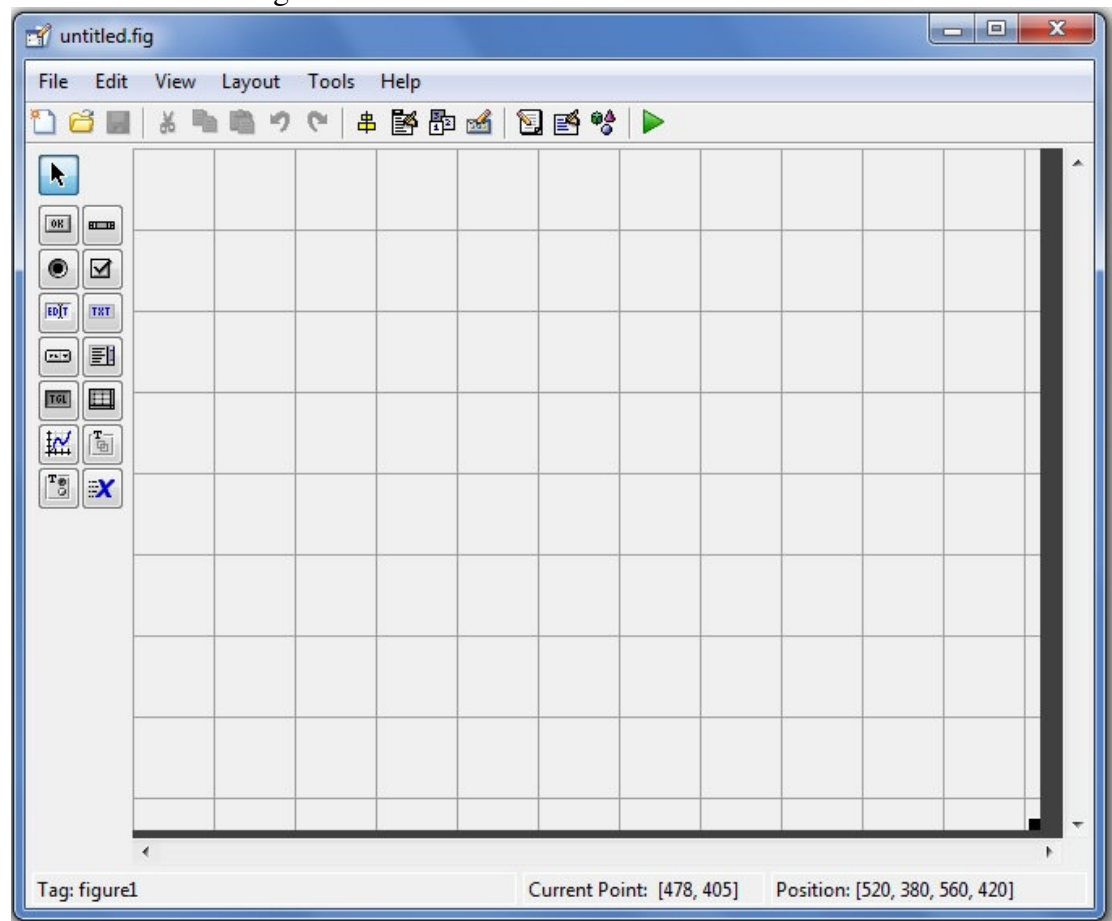 untitled.fig
File Edit View Layout Tools Help
OK
EDIT TXT
TGL
T
T X
Tag: figure1 Current Point: [478, 405] Position: [520, 380, 560, 420]